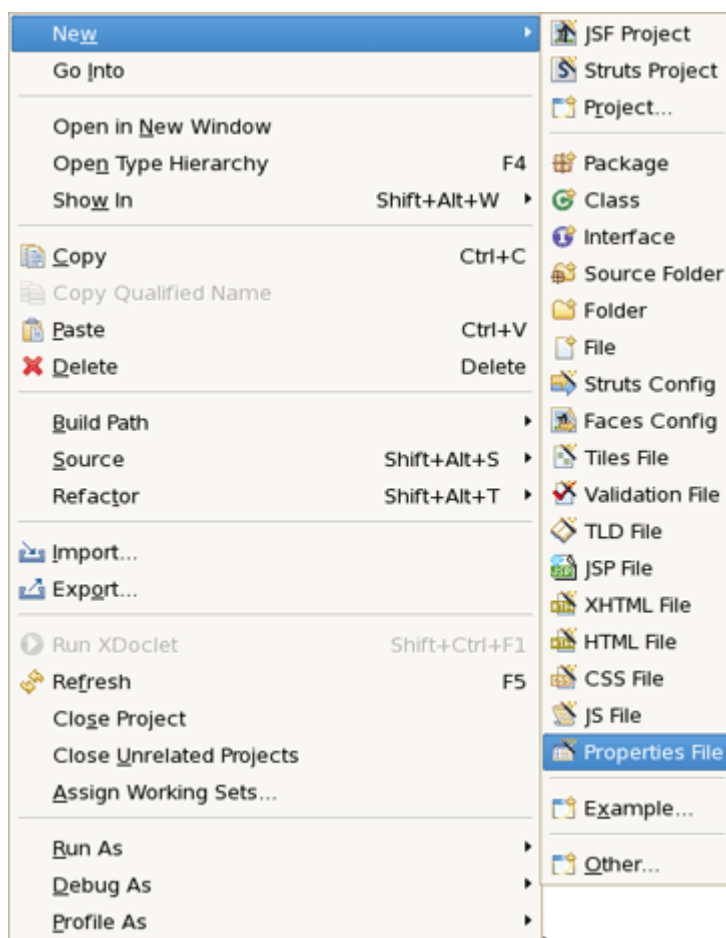 New
Go Into
Open in New Window
Open Type Hierarchy F4
Show In Shift+Alt+W
Copy Ctrl+C
Copy Qualified Name
Paste Ctrl+V
Delete Delete
Build Path
Source Shift+Alt+S
Refactor Shift+Alt+T
Import...
Export...
Run XDoclet Shift+Ctrl+F1
Refresh F5
Close Project
Close Unrelated Projects
Assign Working Sets...
Run As
Debug As
Profile As
JSF Project
Struts Project
Project...
Package
Class
Interface
Source Folder
Folder
File
Struts Config
Faces Config
Tiles File
Validation File
TLD File
JSP File
XHTML File
HTML File
CSS File
JS File
Properties File
Example...
Other...